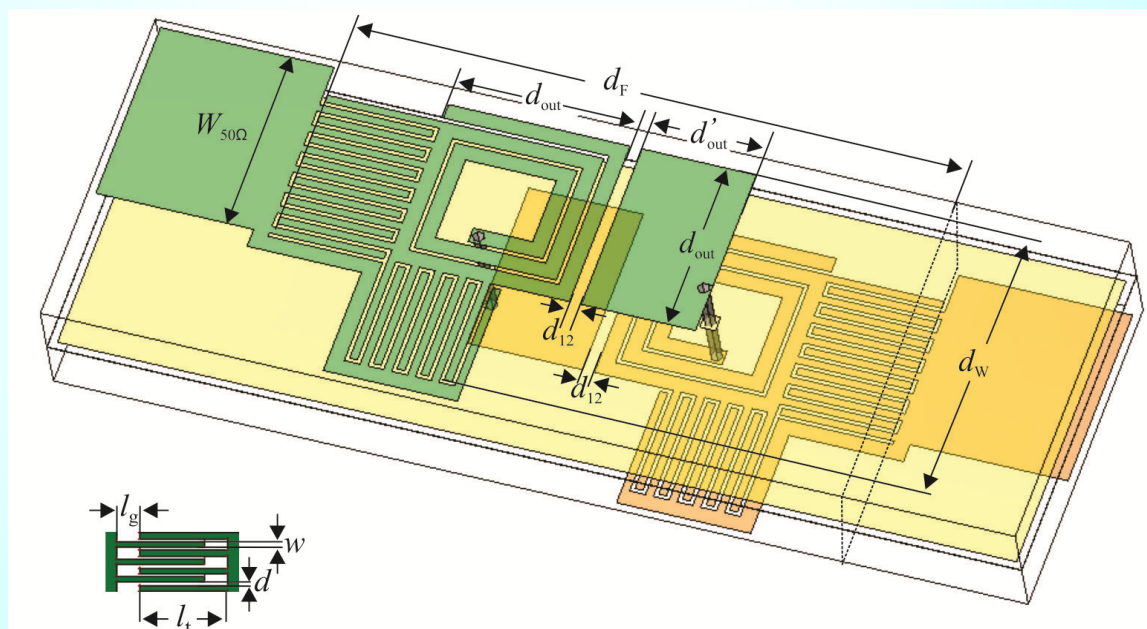 d_F
d_out
d'_out
W_50Ω
d_out
d_12
d_12
d_W
l_g
w
d
l_t